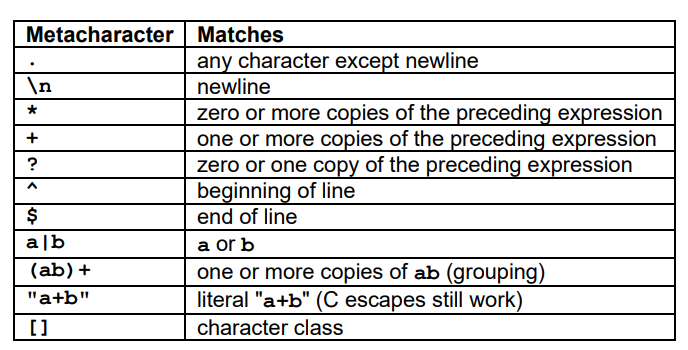 Metacharacter Matches
. any character except newline
\n newline
* zero or more copies of the preceding expression
+ one or more copies of the preceding expression
? zero or one copy of the preceding expression
^ beginning of line
$ end of line
a|b a or b
(ab)+ one or more copies of ab (grouping)
"a+b" literal "a+b" (C escapes still work)
[] character class